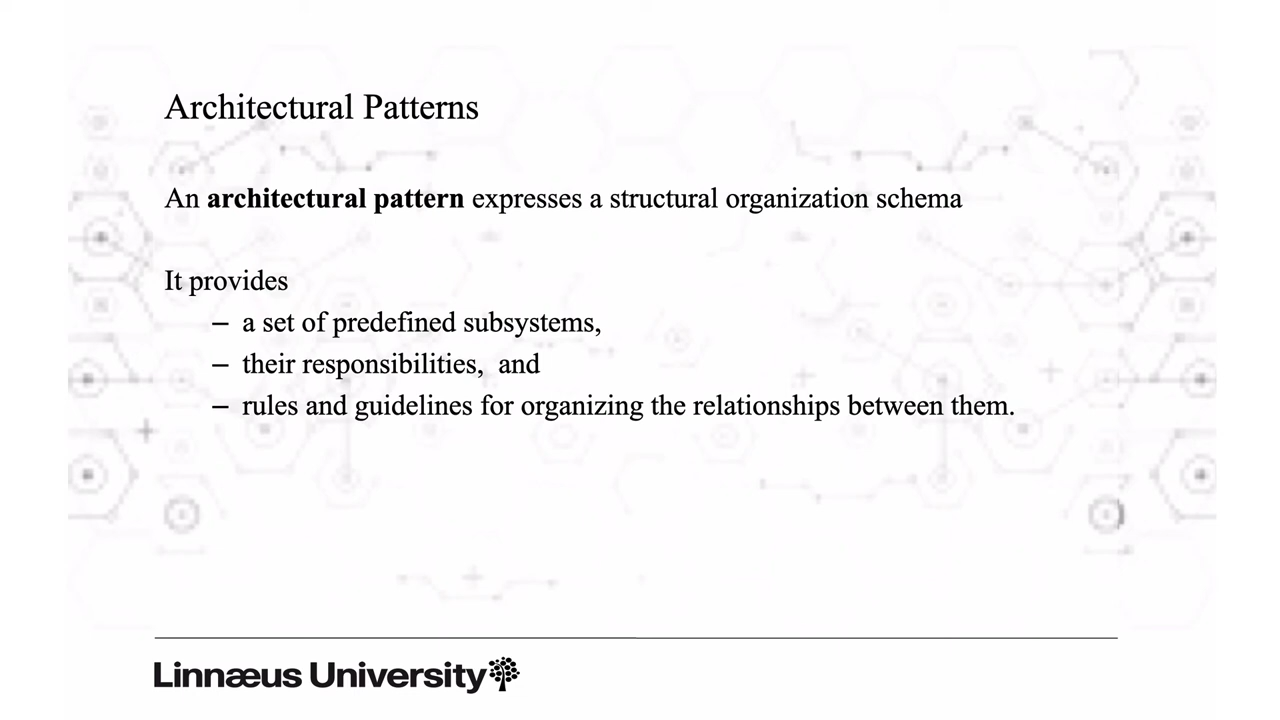 Architectural Patterns
An architectural pattern expresses a structural organization schema
It provides
– a set of predefined subsystems,
– their responsibilities,  and
– rules and guidelines for organizing the relationships between them.
Linnæus University